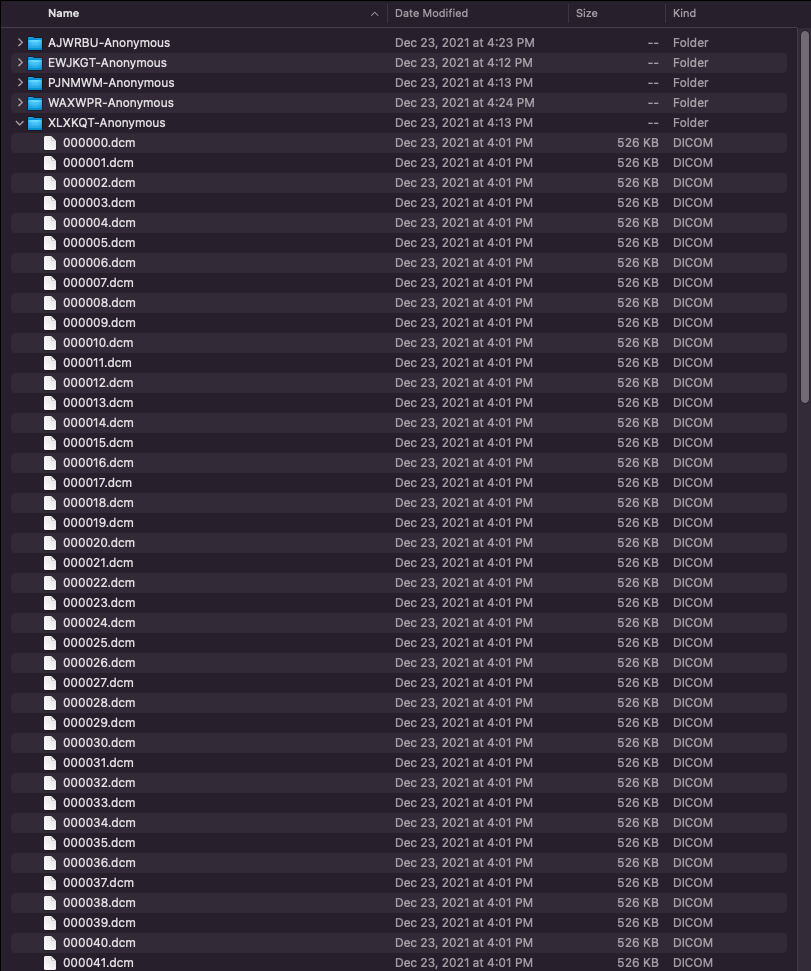 Name Date Modified Size Kind
AJWRBU-Anonymous Dec 23, 2021 at 4:23 PM -- Folder
EWJKGT-Anonymous Dec 23, 2021 at 4:12 PM -- Folder
PJNMWM-Anonymous Dec 23, 2021 at 4:13 PM -- Folder
WAXWPR-Anonymous Dec 23, 2021 at 4:24 PM -- Folder
XLXKQT-Anonymous Dec 23, 2021 at 4:13 PM -- Folder
000000.dcm Dec 23, 2021 at 4:01 PM 526 KB DICOM
000001.dcm Dec 23, 2021 at 4:01 PM 526 KB DICOM
000002.dcm Dec 23, 2021 at 4:01 PM 526 KB DICOM
000003.dcm Dec 23, 2021 at 4:01 PM 526 KB DICOM
000004.dcm Dec 23, 2021 at 4:01 PM 526 KB DICOM
000005.dcm Dec 23, 2021 at 4:01 PM 526 KB DICOM
000006.dcm Dec 23, 2021 at 4:01 PM 526 KB DICOM
000007.dcm Dec 23, 2021 at 4:01 PM 526 KB DICOM
000008.dcm Dec 23, 2021 at 4:01 PM 526 KB DICOM
000009.dcm Dec 23, 2021 at 4:01 PM 526 KB DICOM
000010.dcm Dec 23, 2021 at 4:01 PM 526 KB DICOM
000011.dcm Dec 23, 2021 at 4:01 PM 526 KB DICOM
000012.dcm Dec 23, 2021 at 4:01 PM 526 KB DICOM
000013.dcm Dec 23, 2021 at 4:01 PM 526 KB DICOM
000014.dcm Dec 23, 2021 at 4:01 PM 526 KB DICOM
000015.dcm Dec 23, 2021 at 4:01 PM 526 KB DICOM
000016.dcm Dec 23, 2021 at 4:01 PM 526 KB DICOM
000017.dcm Dec 23, 2021 at 4:01 PM 526 KB DICOM
000018.dcm Dec 23, 2021 at 4:01 PM 526 KB DICOM
000019.dcm Dec 23, 2021 at 4:01 PM 526 KB DICOM
000020.dcm Dec 23, 2021 at 4:01 PM 526 KB DICOM
000021.dcm Dec 23, 2021 at 4:01 PM 526 KB DICOM
000022.dcm Dec 23, 2021 at 4:01 PM 526 KB DICOM
000023.dcm Dec 23, 2021 at 4:01 PM 526 KB DICOM
000024.dcm Dec 23, 2021 at 4:01 PM 526 KB DICOM
000025.dcm Dec 23, 2021 at 4:01 PM 526 KB DICOM
000026.dcm Dec 23, 2021 at 4:01 PM 526 KB DICOM
000027.dcm Dec 23, 2021 at 4:01 PM 526 KB DICOM
000028.dcm Dec 23, 2021 at 4:01 PM 526 KB DICOM
000029.dcm Dec 23, 2021 at 4:01 PM 526 KB DICOM
000030.dcm Dec 23, 2021 at 4:01 PM 526 KB DICOM
000031.dcm Dec 23, 2021 at 4:01 PM 526 KB DICOM
000032.dcm Dec 23, 2021 at 4:01 PM 526 KB DICOM
000033.dcm Dec 23, 2021 at 4:01 PM 526 KB DICOM
000034.dcm Dec 23, 2021 at 4:01 PM 526 KB DICOM
000035.dcm Dec 23, 2021 at 4:01 PM 526 KB DICOM
000036.dcm Dec 23, 2021 at 4:01 PM 526 KB DICOM
000037.dcm Dec 23, 2021 at 4:01 PM 526 KB DICOM
000038.dcm Dec 23, 2021 at 4:01 PM 526 KB DICOM
000039.dcm Dec 23, 2021 at 4:01 PM 526 KB DICOM
000040.dcm Dec 23, 2021 at 4:01 PM 526 KB DICOM
000041.dcm Dec 23, 2021 at 4:01 PM 526 KB DICOM